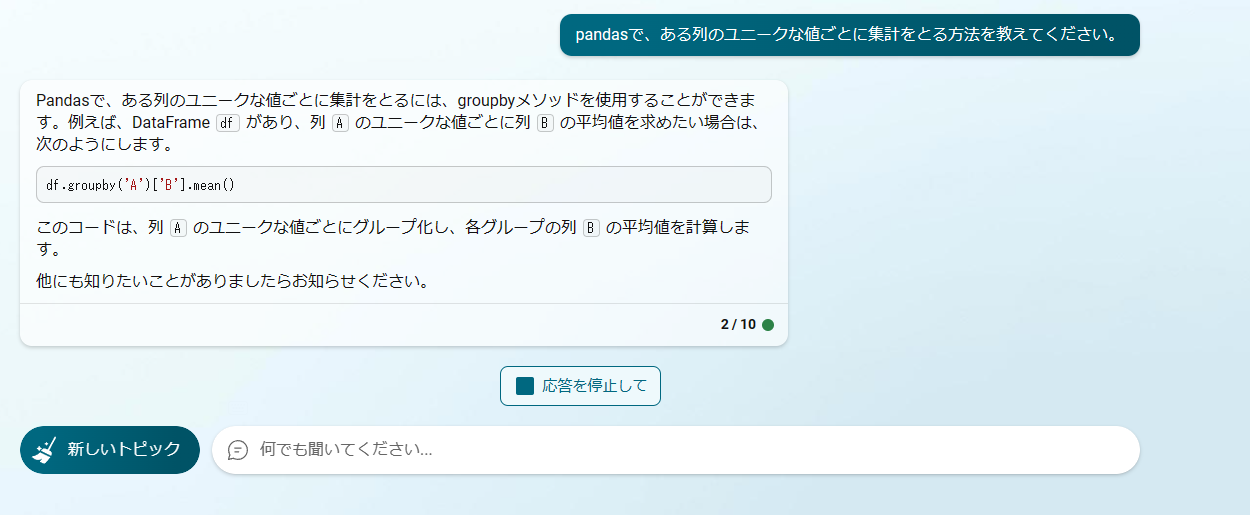 pandasで、ある列のユニークな値ごとに集計をとる方法を教えてください。
Pandasで、ある列のユニークな値ごとに集計をとるには、groupbyメソッドを使用することができま
す。例えば、DataFrame df があり、列 A のユニークな値ごとに列 B の平均値を求めたい場合は、
次のようにします。
df.groupby('A')['B'].mean()
このコードは、列 A のユニークな値ごとにグループ化し、各グループの列 B の平均値を計算しま
す。
他にも知りたいことがありましたらお知らせください。
2 / 10
応答を停止して
新しいトピック
何でも聞いてください...